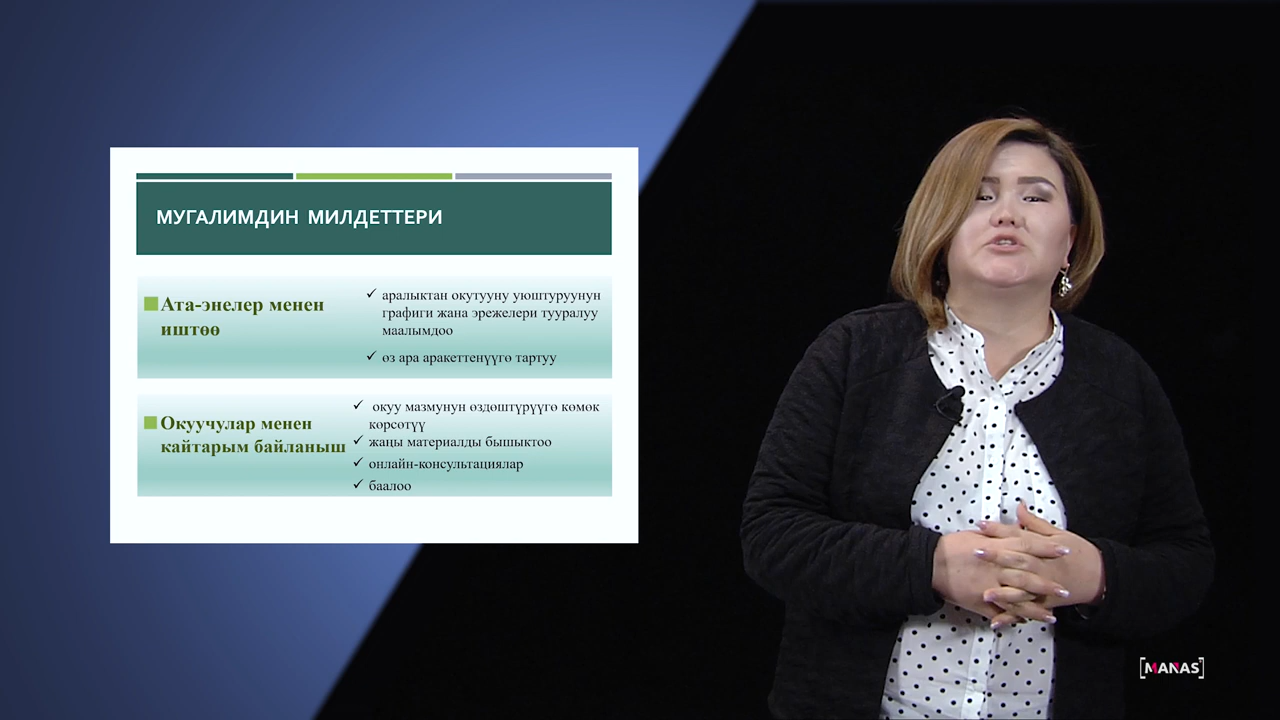 МУГАЛИМДИН МИЛДЕТТЕРИ
Ата-энелер менен
иштөө
аралыктан окутууну уюштуруунун
графиги жана эрежелери тууралуу
маалымдоо
өз ара аракеттенүүгө тартуу
Окуучулар менен
кайтарым байланыш
окуу мазмунун өздөштүрүүгө көмөк
көрсөтүү
жаңы материалды бышыктоо
онлайн-консультациялар
баалоо
[MANAS]